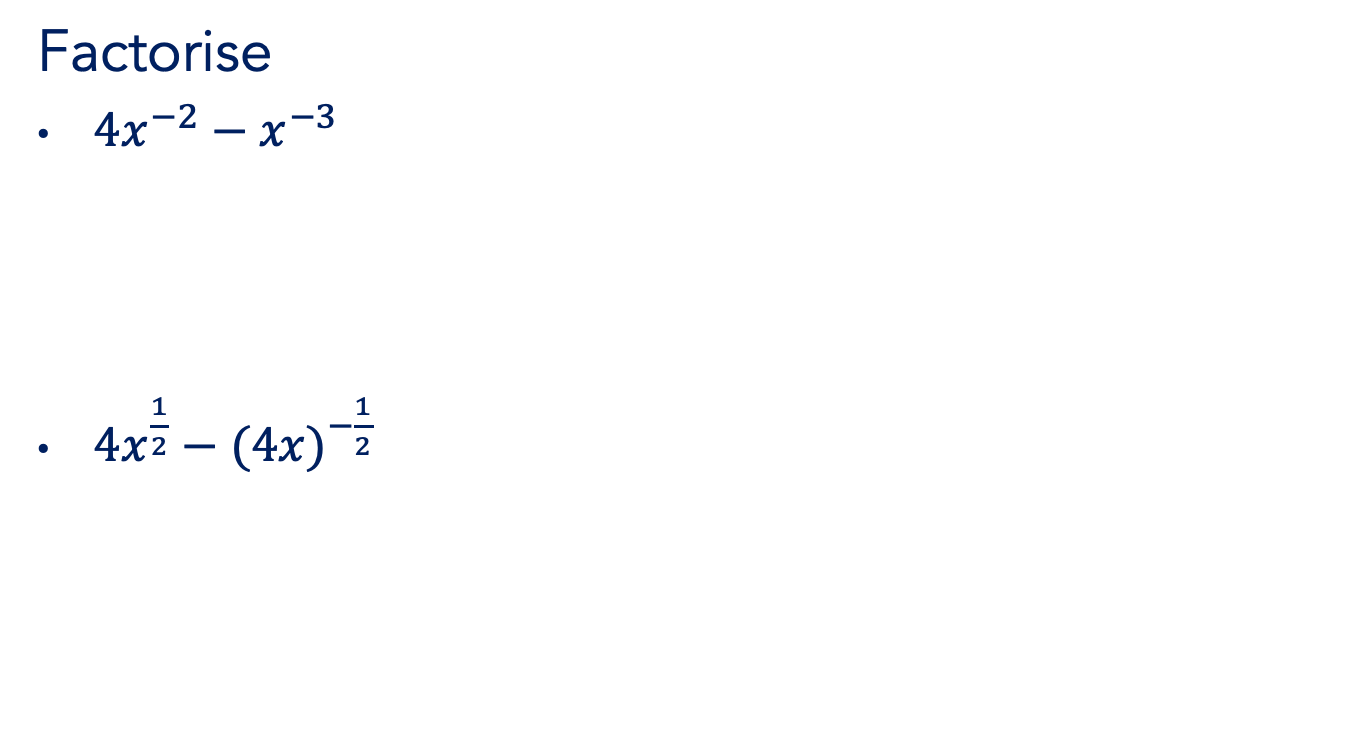 Factorise
• 4x⁻² − x⁻³
• 4x^(1/2) − (4x)^(−1/2)